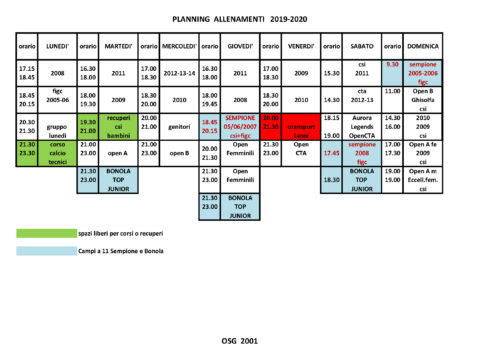 PLANNING ALLENAMENTI 2019-2020
orario LUNEDI' orario MARTEDI' orario MERCOLEDI' orario GIOVEDI' orario VENERDI' orario SABATO orario DOMENICA
17.15 16.30 17.00 16.30 17.00 csi 9.30 sempione
18.45 2008 18.00 2011 18.30 2012-13-14 18.00 2011 18.30 2009 15.30 2011 2005-2006
figc
18.45 figc 18.00 18.30 18.00 18.30 cta 11.00 Open B
20.15 2005-06 19.30 2009 20.00 2010 19.45 2008 20.00 2010 14.30 2012-13 Ghisolfa
csi
20.30 19.30 recuperi 20.00 18.45 SEMPIONE 20.00 18.15 Aurora 14.30 2010
21.30 gruppo 21.00 csi 21.00 genitori 20.15 05/06/2007 21.30 Legends 16.00 2009
lunedi bambini csi+figc 19.00 OpenCTA csi
21.30 corso 21.00 21.00 20.00 Open 21.30 Open sempione 17.00 Open A fe.
23.30 calcio 23.00 open A 23.00 open B 21.30 Femminili 23.00 CTA 17.45 2008 17.30 2009
tecnici figc csi
21.30 BONOLA 21.30 Open BONOLA 19.00 Open A m
23.00 TOP 23.00 Femminili 18.30 TOP 19.00 Eccell.fem.
JUNIOR JUNIOR csi
21.30 BONOLA
23.00 TOP
JUNIOR
spazi liberi per corsi o recuperi
Campi a 11 Sempione e Bonola
OSG 2001